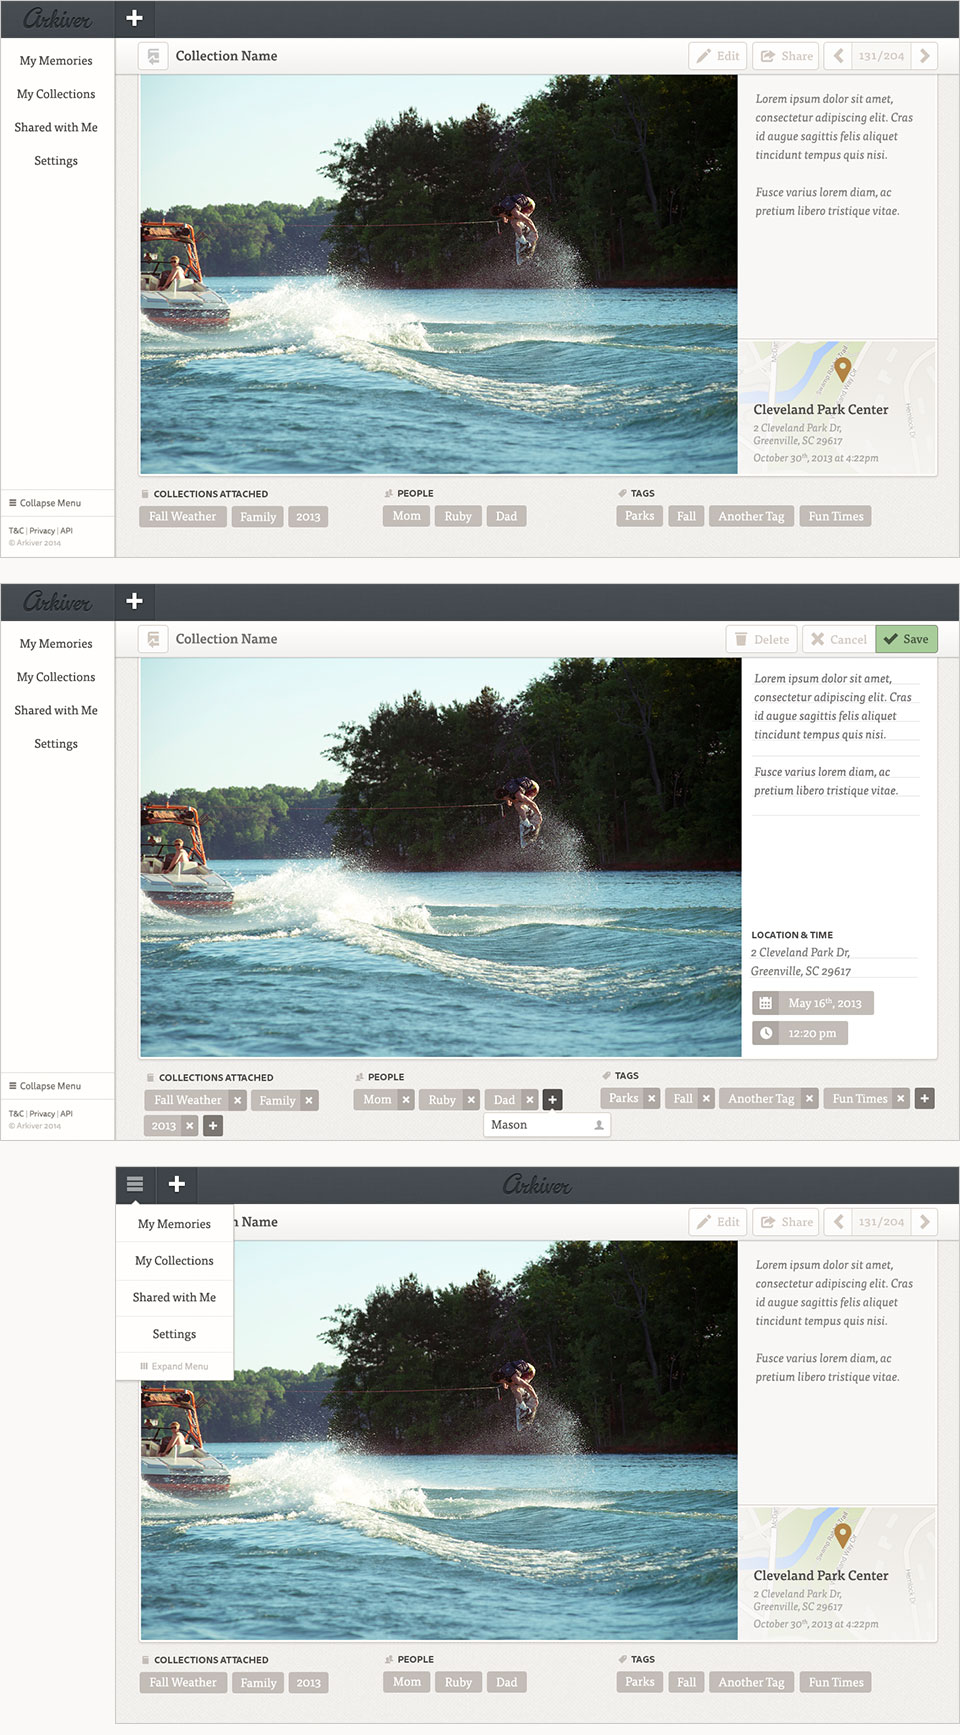 Arkiver
My Memories
My Collections
Shared with Me
Settings
Collapse Menu
T&C | Privacy | API
© Arkiver 2014
Collection Name
Edit
Share
131/204
Lorem ipsum dolor sit amet,
consectetur adipiscing elit. Cras
id augue sagittis felis aliquet
tincidunt tempus quis nisi.
Fusce varius lorem diam, ac
pretium libero tristique vitae.
Cleveland Park Center
2 Cleveland Park Dr,
Greenville, SC 29617
October 30th, 2013 at 4:22pm
COLLECTIONS ATTACHED
Fall Weather Family 2013
PEOPLE
Mom Ruby Dad
TAGS
Parks Fall Another Tag Fun Times
Arkiver
My Memories
My Collections
Shared with Me
Settings
Collapse Menu
T&C | Privacy | API
© Arkiver 2014
Collection Name
Delete
Cancel
Save
Lorem ipsum dolor sit amet,
consectetur adipiscing elit. Cras
id augue sagittis felis aliquet
tincidunt tempus quis nisi.
Fusce varius lorem diam, ac
pretium libero tristique vitae.
LOCATION & TIME
2 Cleveland Park Dr,
Greenville, SC 29617
May 16th, 2013
12:20 pm
COLLECTIONS ATTACHED
Fall Weather Family
2013
PEOPLE
Mom Ruby Dad
Mason
TAGS
Parks Fall Another Tag Fun Times
Arkiver
My Memories
My Collections
Shared with Me
Settings
Expand Menu
n Name
Edit
Share
131/204
Lorem ipsum dolor sit amet,
consectetur adipiscing elit. Cras
id augue sagittis felis aliquet
tincidunt tempus quis nisi.
Fusce varius lorem diam, ac
pretium libero tristique vitae.
Cleveland Park Center
2 Cleveland Park Dr,
Greenville, SC 29617
October 30th, 2013 at 4:22pm
COLLECTIONS ATTACHED
Fall Weather Family 2013
PEOPLE
Mom Ruby Dad
TAGS
Parks Fall Another Tag Fun Times